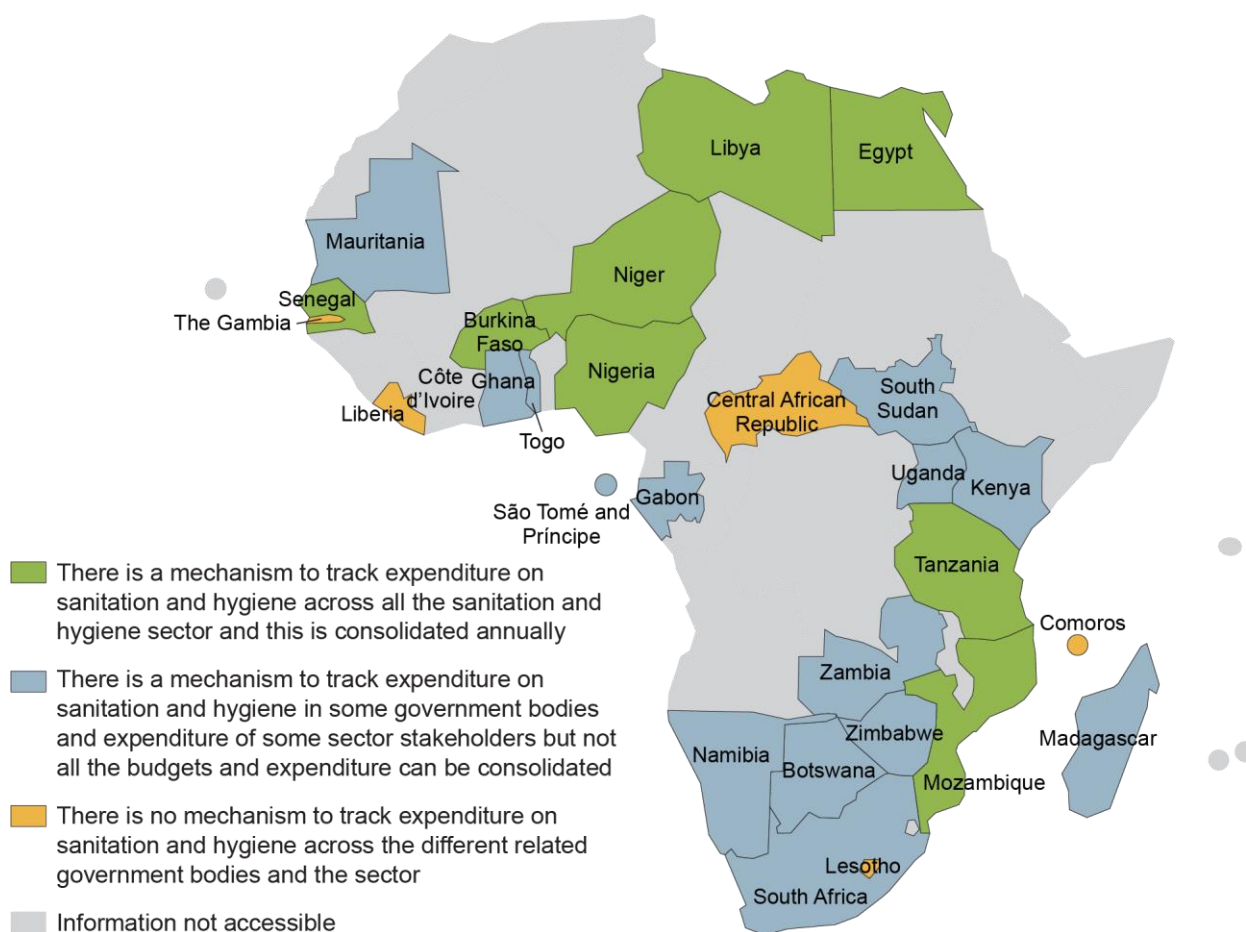 Libya
Egypt
Mauritania
Niger
Senegal
The Gambia
Burkina
Faso
Nigeria
Côte
d’Ivoire
Ghana
Liberia
Togo
Central African
Republic
South
Sudan
Uganda
Kenya
Gabon
São Tomé and
Príncipe
Tanzania
Comoros
Zambia
Zimbabwe
Madagascar
Namibia
Botswana
Mozambique
Lesotho
South Africa
There is a mechanism to track expenditure on
sanitation and hygiene across all the sanitation and
hygiene sector and this is consolidated annually
There is a mechanism to track expenditure on
sanitation and hygiene in some government bodies
and expenditure of some sector stakeholders but not
all the budgets and expenditure can be consolidated
There is no mechanism to track expenditure on
sanitation and hygiene across the different related
government bodies and the sector
Information not accessible